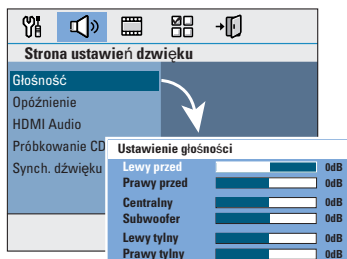 Strona ustawień dzwięku
Głośność
Opóźnienie
HDMI Audio
Próbkowanie CD
Synch. dźwięku
Ustawienie głośności
Lewy przed 0dB
Prawy przed 0dB
Centralny 0dB
Subwoofer 0dB
Lewy tylny 0dB
Prawy tylny 0dB